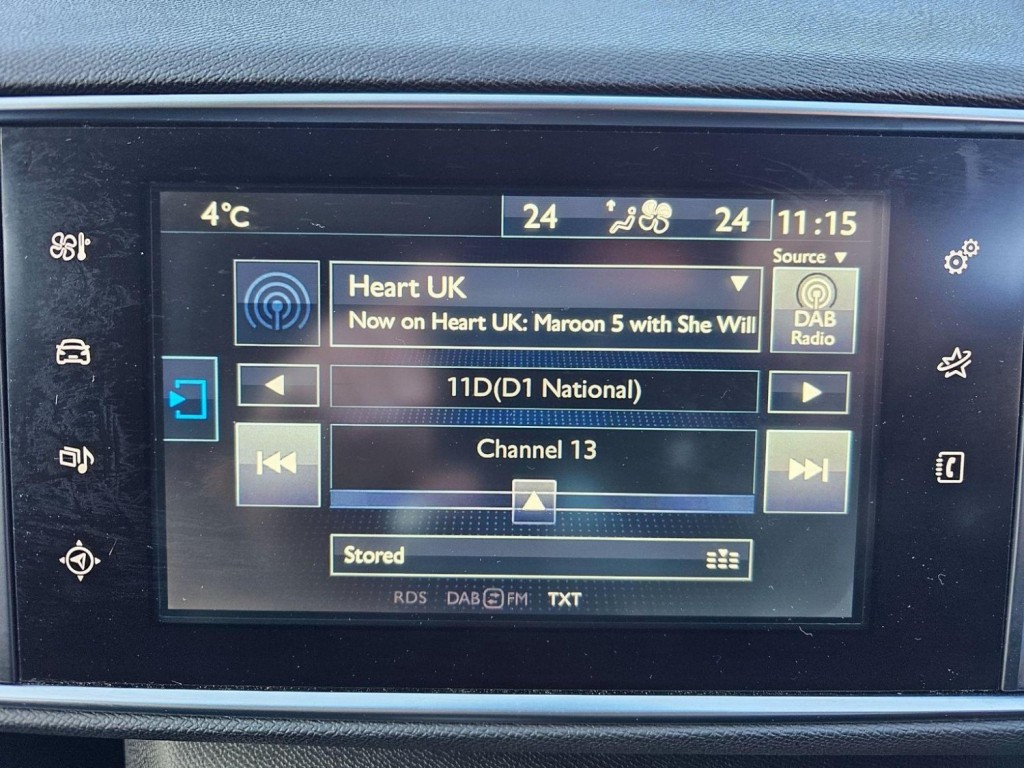 4°C
24 24 11:15
Source
Heart UK
Now on Heart UK: Maroon 5 with She Will
DAB
Radio
11D(D1 National)
Channel 13
Stored
RDS DAB FM TXT